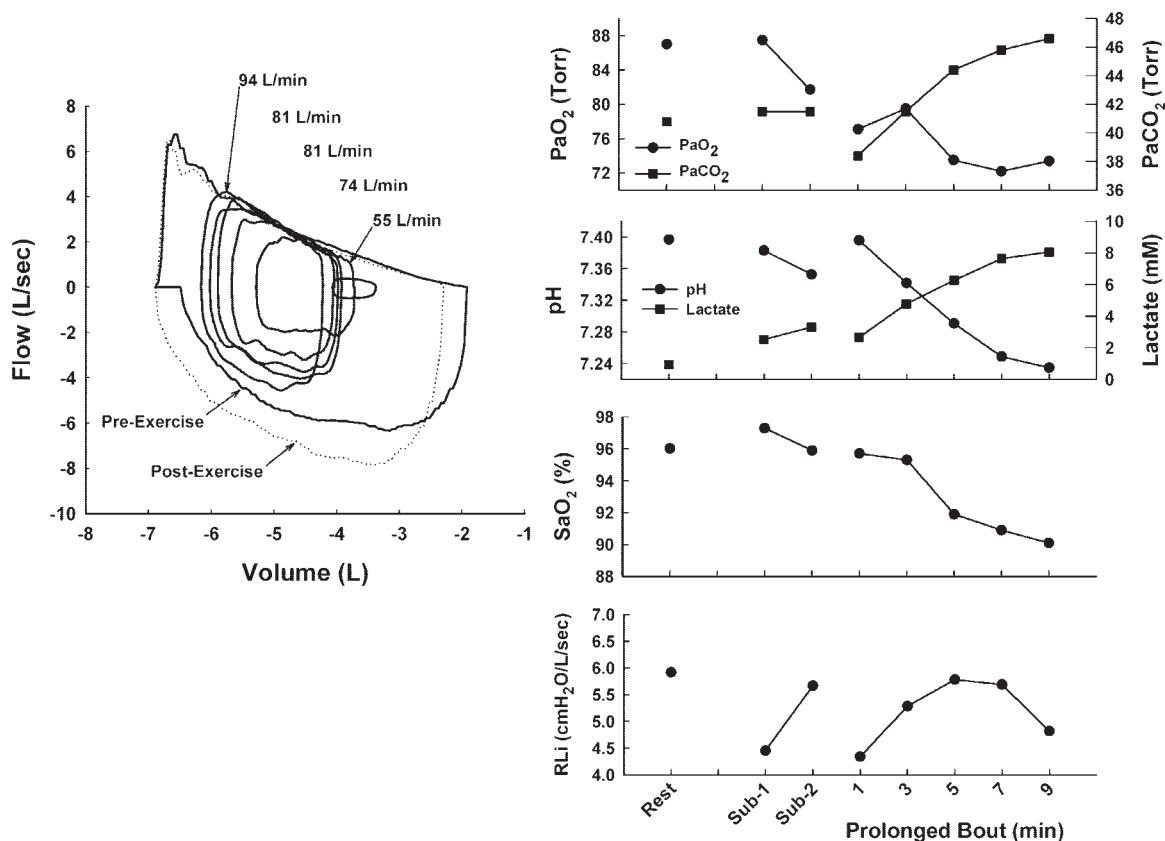 94 L/min
81 L/min
81 L/min
74 L/min
55 L/min
8
6
4
2
0
-2
-4
-6
-8
-10
Flow (L/sec)
Pre-Exercise
Post-Exercise
-8 -7 -6 -5 -4 -3 -2 -1
Volume (L)
88
84
80
76
72
PaO₂ (Torr)
PaO₂
PaCO₂
48
46
44
42
40
38
36
PaCO₂ (Torr)
7.40
7.36
7.32
7.28
7.24
pH
pH
Lactate
10
8
6
4
2
0
Lactate (mM)
98
96
94
92
90
88
SaO₂ (%)
7.0
6.5
6.0
5.5
5.0
4.5
4.0
RLi (cmH₂O/L/sec)
Rest Sub-1 Sub-2 1 3 5 7 9
Prolonged Bout (min)